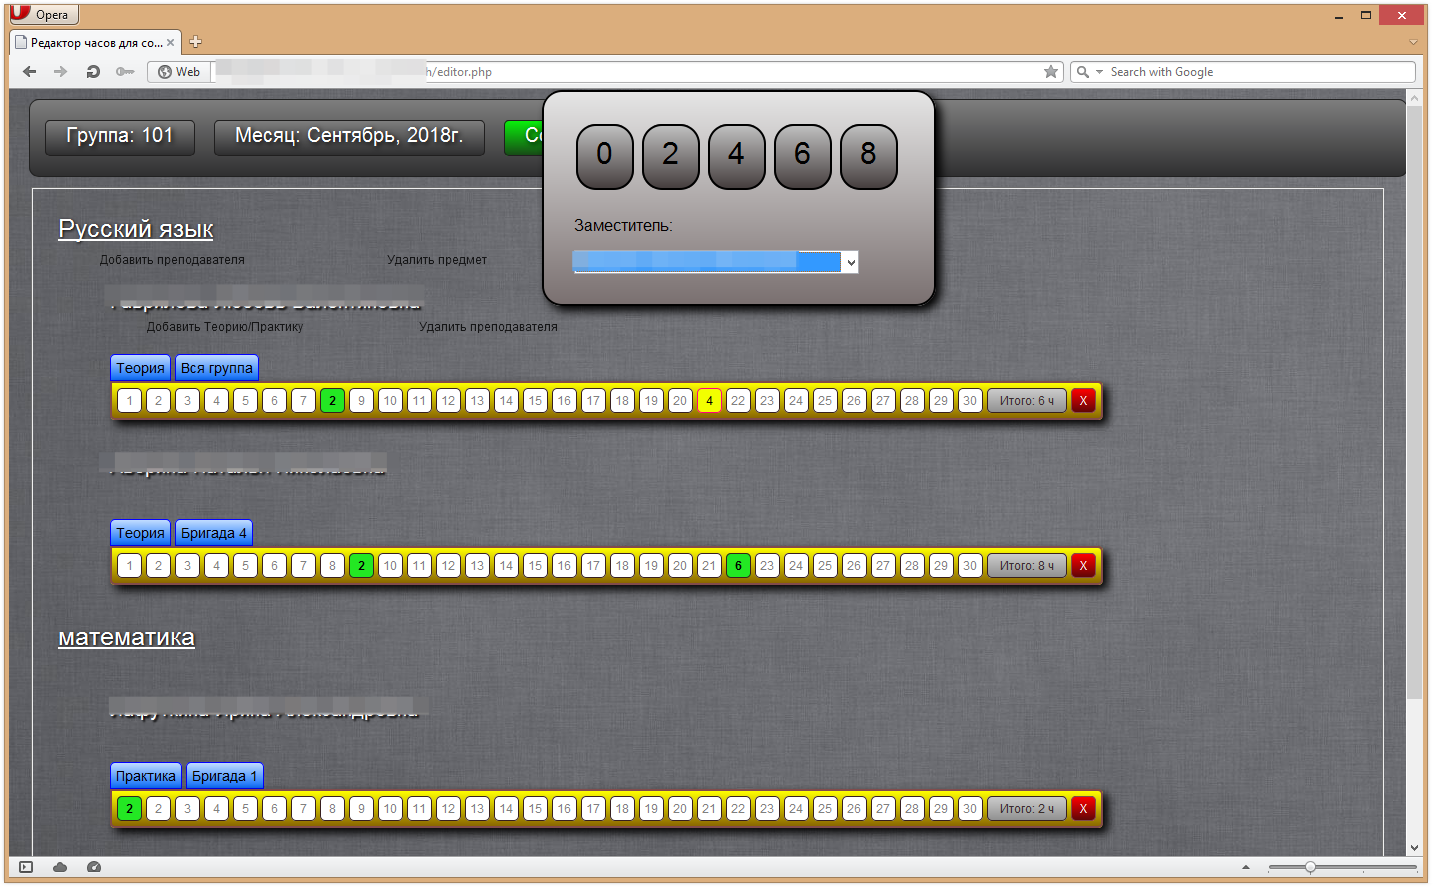 Opera
Редактор часов для со...
Web
h/editor.php
Search with Google
Группа: 101
Месяц: Сентябрь, 2018г.
0 2 4 6 8
Заместитель:
Русский язык
Добавить преподавателя Удалить предмет
Добавить Теорию/Практику Удалить преподавателя
Теория Вся группа
1 2 3 4 5 6 7 2 9 10 11 12 13 14 15 16 17 18 19 20 4 22 23 24 25 26 27 28 29 30 Итого: 6 ч X
Теория Бригада 4
1 2 3 4 5 6 7 8 2 10 11 12 13 14 15 16 17 18 19 20 21 6 23 24 25 26 27 28 29 30 Итого: 8 ч X
математика
Практика Бригада 1
2 2 3 4 5 6 7 8 9 10 11 12 13 14 15 16 17 18 19 20 21 22 23 24 25 26 27 28 29 30 Итого: 2 ч X